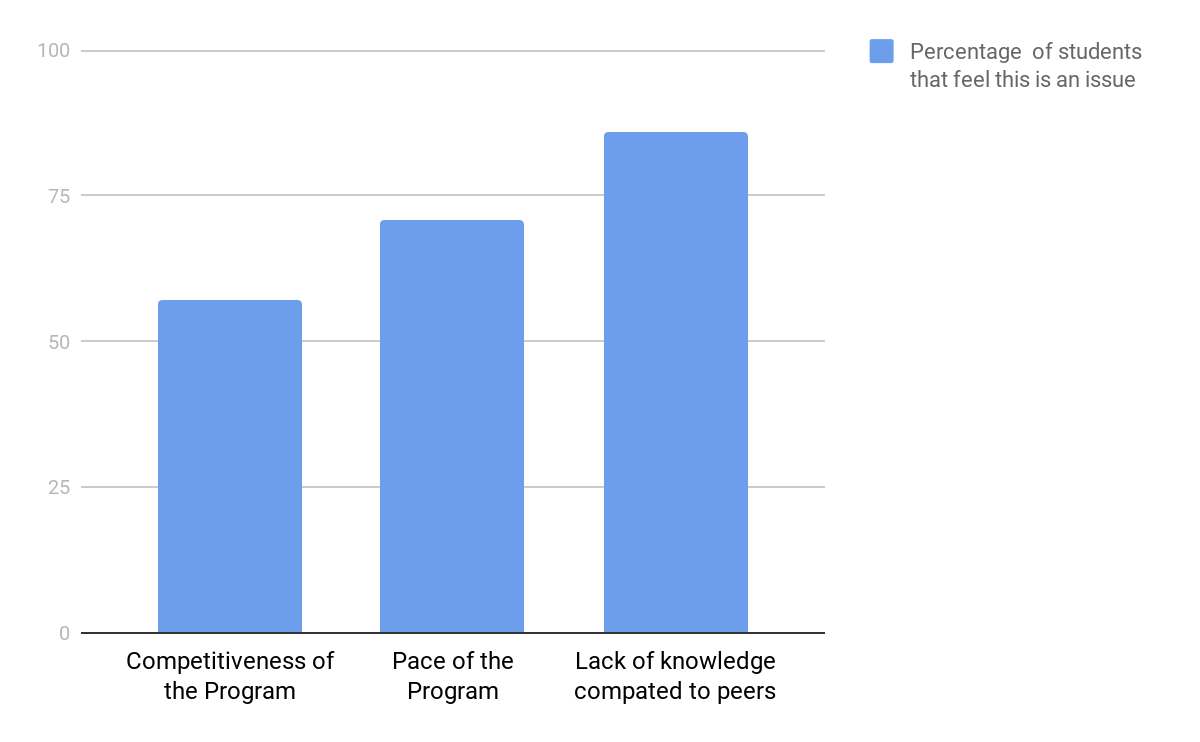 100
75
50
25
0
Competitiveness of
the Program
Pace of the
Program
Lack of knowledge
compated to peers
Percentage  of students
that feel this is an issue